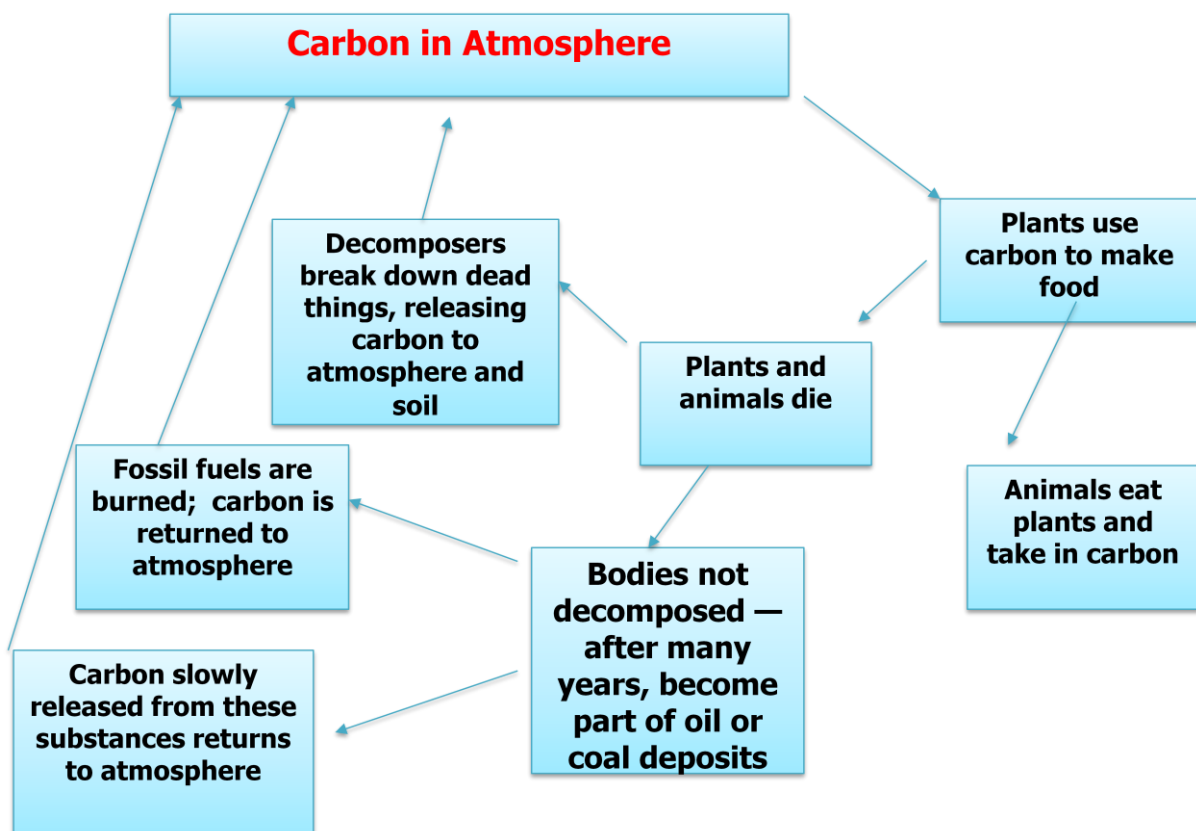 Carbon in Atmosphere
Plants use
carbon to make
food
Decomposers
break down dead
things, releasing
carbon to
atmosphere and
soil
Plants and
animals die
Fossil fuels are
burned; carbon is
returned to
atmosphere
Animals eat
plants and
take in carbon
Bodies not
decomposed —
after many
years, become
part of oil or
coal deposits
Carbon slowly
released from these
substances returns
to atmosphere